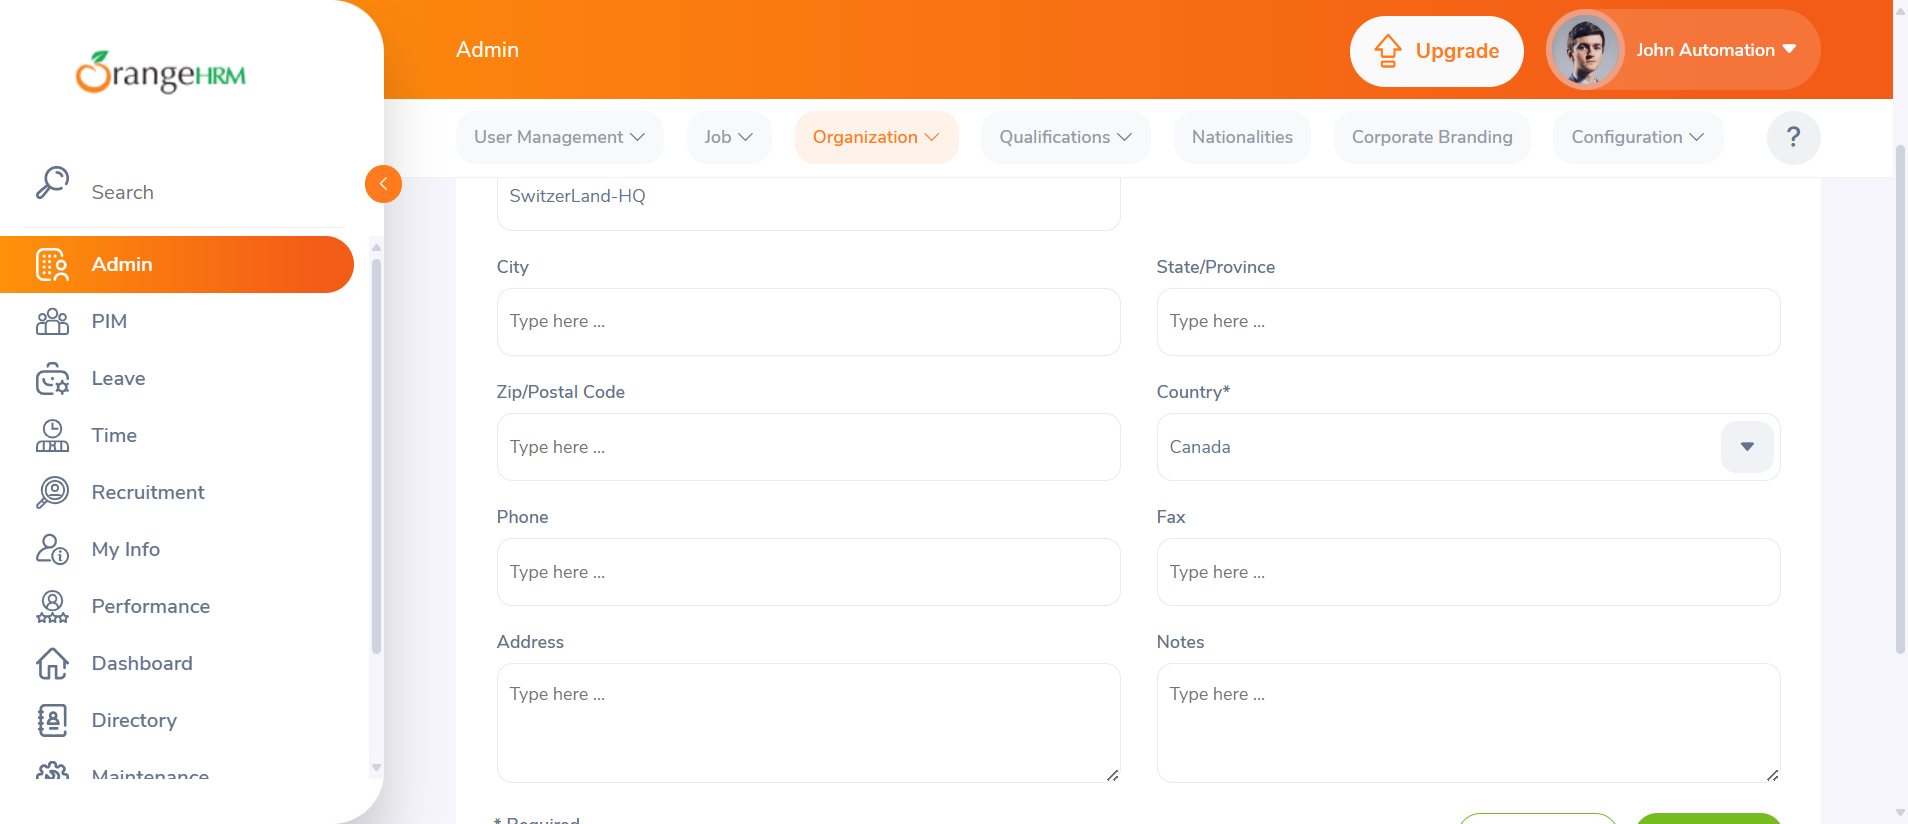 OrangeHRM
Admin
Upgrade
John Automation
User Management
Job
Organization
Qualifications
Nationalities
Corporate Branding
Configuration
?
Search
Admin
PIM
Leave
Time
Recruitment
My Info
Performance
Dashboard
Directory
Maintenance
SwitzerLand-HQ
City
State/Province
Type here ...
Type here ...
Zip/Postal Code
Country*
Type here ...
Canada
Phone
Fax
Type here ...
Type here ...
Address
Notes
Type here ...
Type here ...
* Required